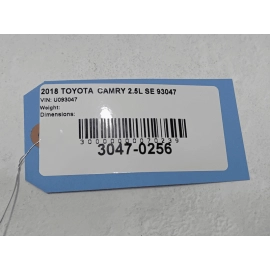 2018 TOYOTA CAMRY 2.5L SE 93047
VIN: U093047
Weight:
Dimensions:
3047-0256